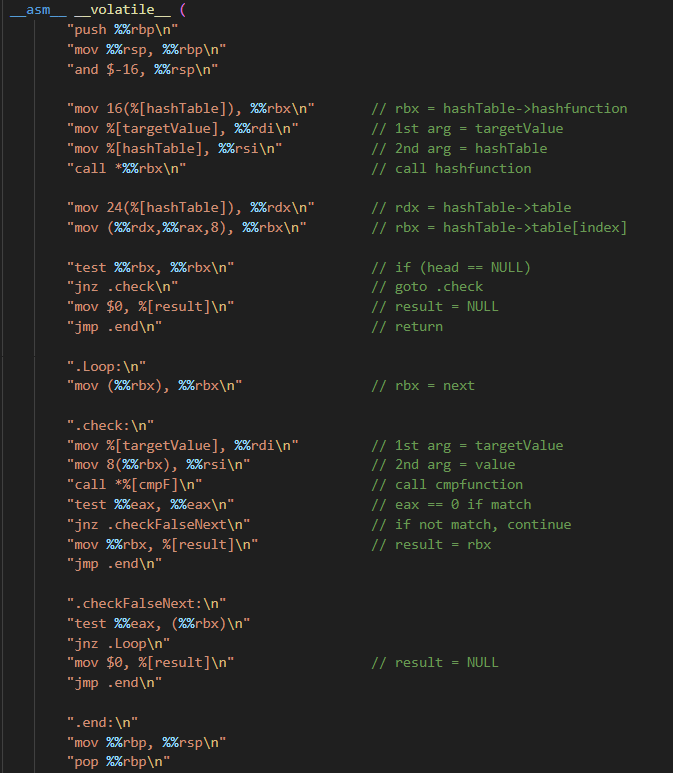 __asm__ __volatile__ (
"push %%rbp\n"
"mov %%rsp, %%rbp\n"
"and $-16, %%rsp\n"
"mov 16(%[hashTable]), %%rbx\n" // rbx = hashTable->hashfunction
"mov %[targetValue], %%rdi\n" // 1st arg = targetValue
"mov %[hashTable], %%rsi\n" // 2nd arg = hashTable
"call *%%rbx\n" // call hashfunction
"mov 24(%[hashTable]), %%rdx\n" // rdx = hashTable->table
"mov (%%rdx,%%rax,8), %%rbx\n" // rbx = hashTable->table[index]
"test %%rbx, %%rbx\n" // if (head == NULL)
"jnz .check\n" // goto .check
"mov $0, %[result]\n" // result = NULL
"jmp .end\n" // return
".Loop:\n"
"mov (%%rbx), %%rbx\n" // rbx = next
".check:\n"
"mov %[targetValue], %%rdi\n" // 1st arg = targetValue
"mov 8(%%rbx), %%rsi\n" // 2nd arg = value
"call *%[cmpF]\n" // call cmpfunction
"test %%eax, %%eax\n" // eax == 0 if match
"jnz .checkFalseNext\n" // if not match, continue
"mov %%rbx, %[result]\n" // result = rbx
"jmp .end\n"
".checkFalseNext:\n"
"test %%eax, (%%rbx)\n"
"jnz .Loop\n"
"mov $0, %[result]\n" // result = NULL
"jmp .end\n"
".end:\n"
"mov %%rbp, %%rsp\n"
"pop %%rbp\n"